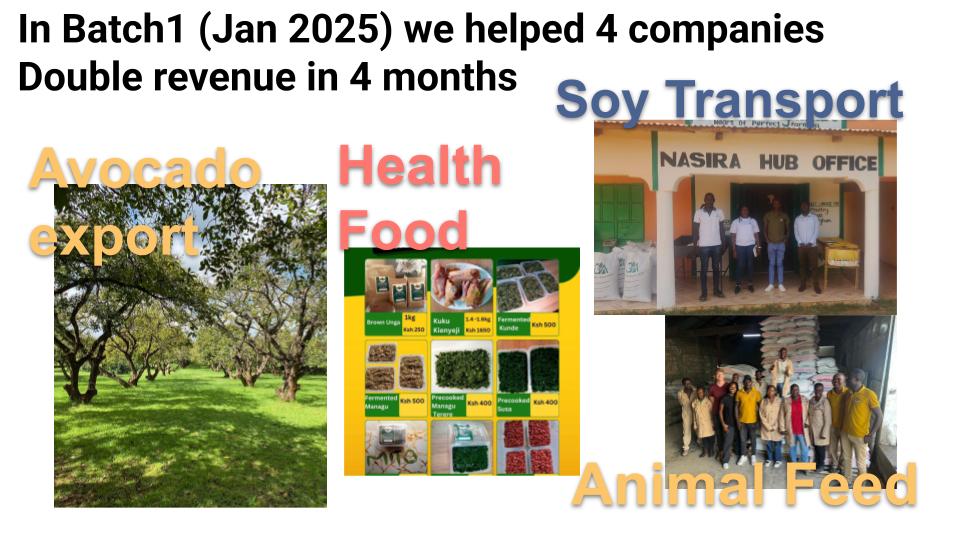 In Batch1 (Jan 2025) we helped 4 companies
Double revenue in 4 months
Soy Transport
Avocado
export
Health
Food
NASIRA HUB OFFICE
Brown Unga
1kg
Ksh 250
Kuku
Kienyeji
1.4 -1.6kg
Ksh 1650
Fermented
Kunde
Ksh 500
Fermented
Managu
Ksh 500
Precooked
Managu
Terere
Ksh 400
Precooked
Susa
Ksh 400
Animal Feed